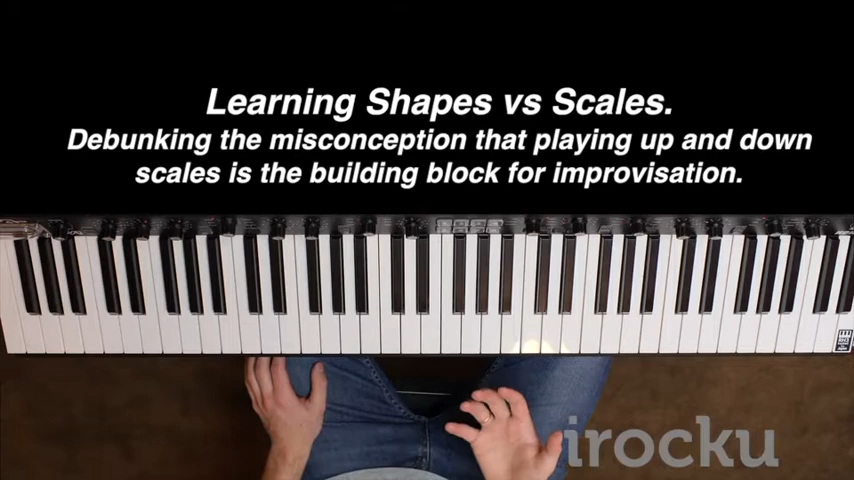 Learning Shapes vs Scales.
Debunking the misconception that playing up and down
scales is the building block for improvisation.
irocku